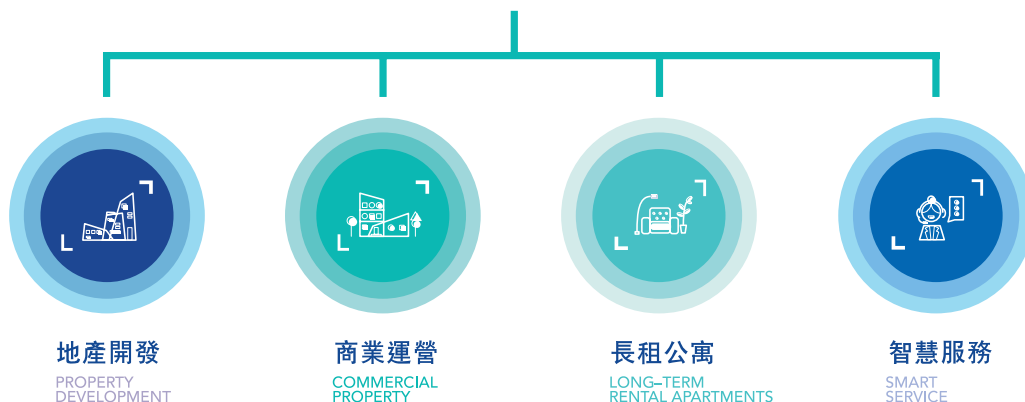 地產開發
PROPERTY
DEVELOPMENT
商業運營
COMMERCIAL
PROPERTY
長租公寓
LONG–TERM
RENTAL APARTMENTS
智慧服務
SMART
SERVICE